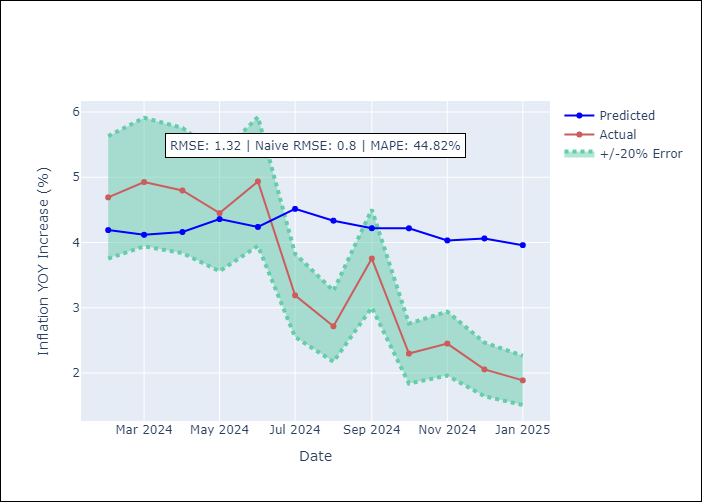 RMSE: 1.32 | Naive RMSE: 0.8 | MAPE: 44.82%
Predicted
Actual
+/-20% Error
Inflation YOY Increase (%)
6
5
4
3
2
Mar 2024
May 2024
Jul 2024
Sep 2024
Nov 2024
Jan 2025
Date